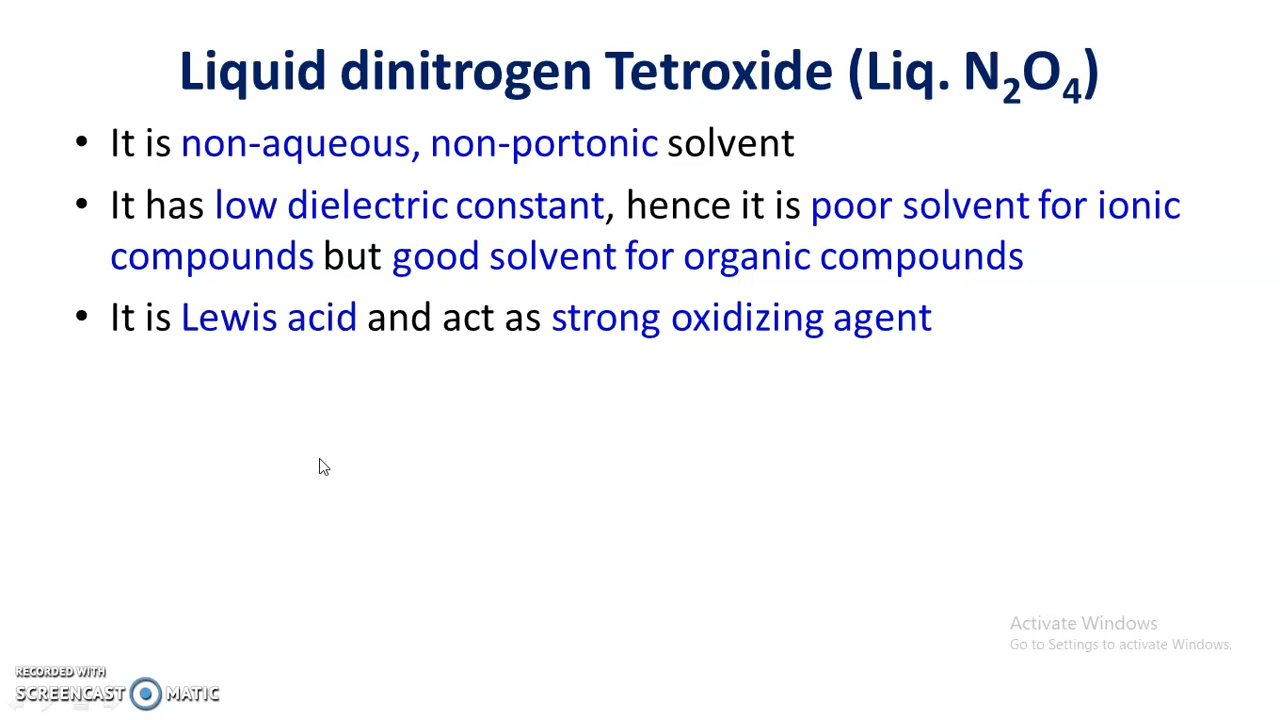 Liquid dinitrogen Tetroxide (Liq. N₂O₄)
• It is non-aqueous, non-portonic solvent
• It has low dielectric constant, hence it is poor solvent for ionic
compounds but good solvent for organic compounds
• It is Lewis acid and act as strong oxidizing agent
Activate Windows
Go to Settings to activate Windows.
RECORDED WITH
SCREENCAST MATIC